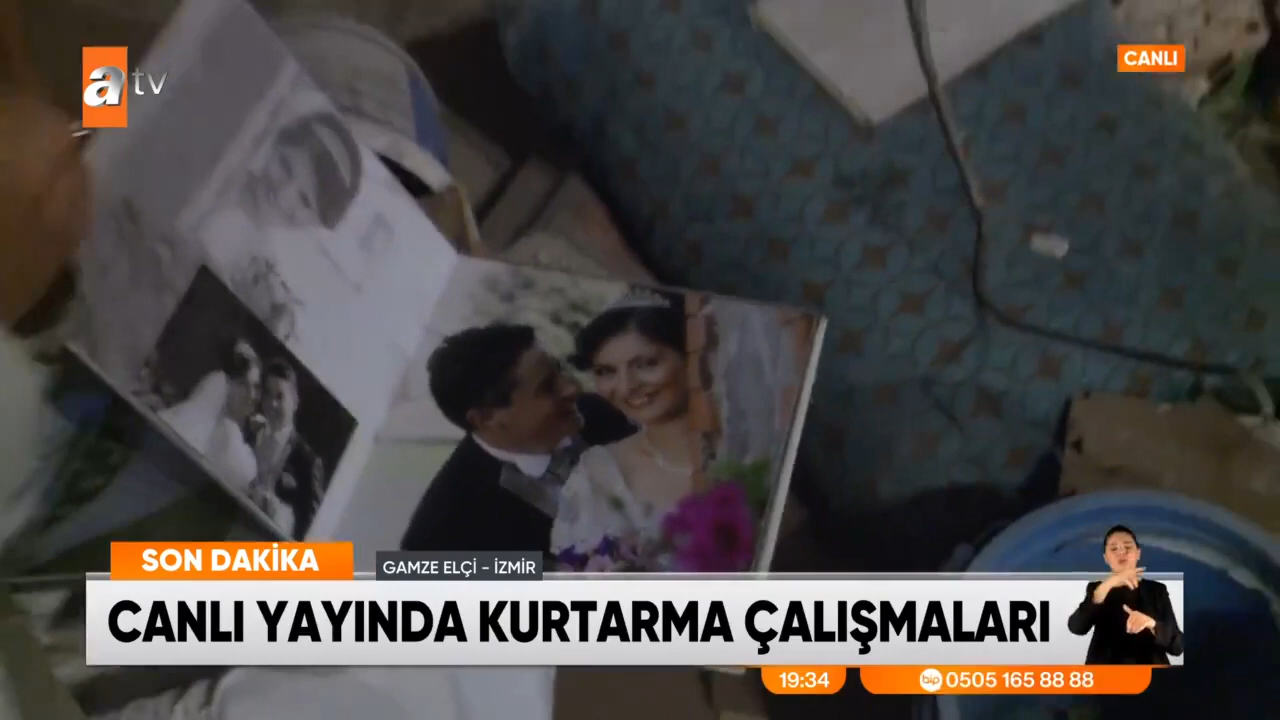 atv
CANLI
SON DAKİKA
GAMZE ELÇİ - İZMİR
CANLI YAYINDA KURTARMA ÇALIŞMALARI
19:34
bip 0505 165 88 88